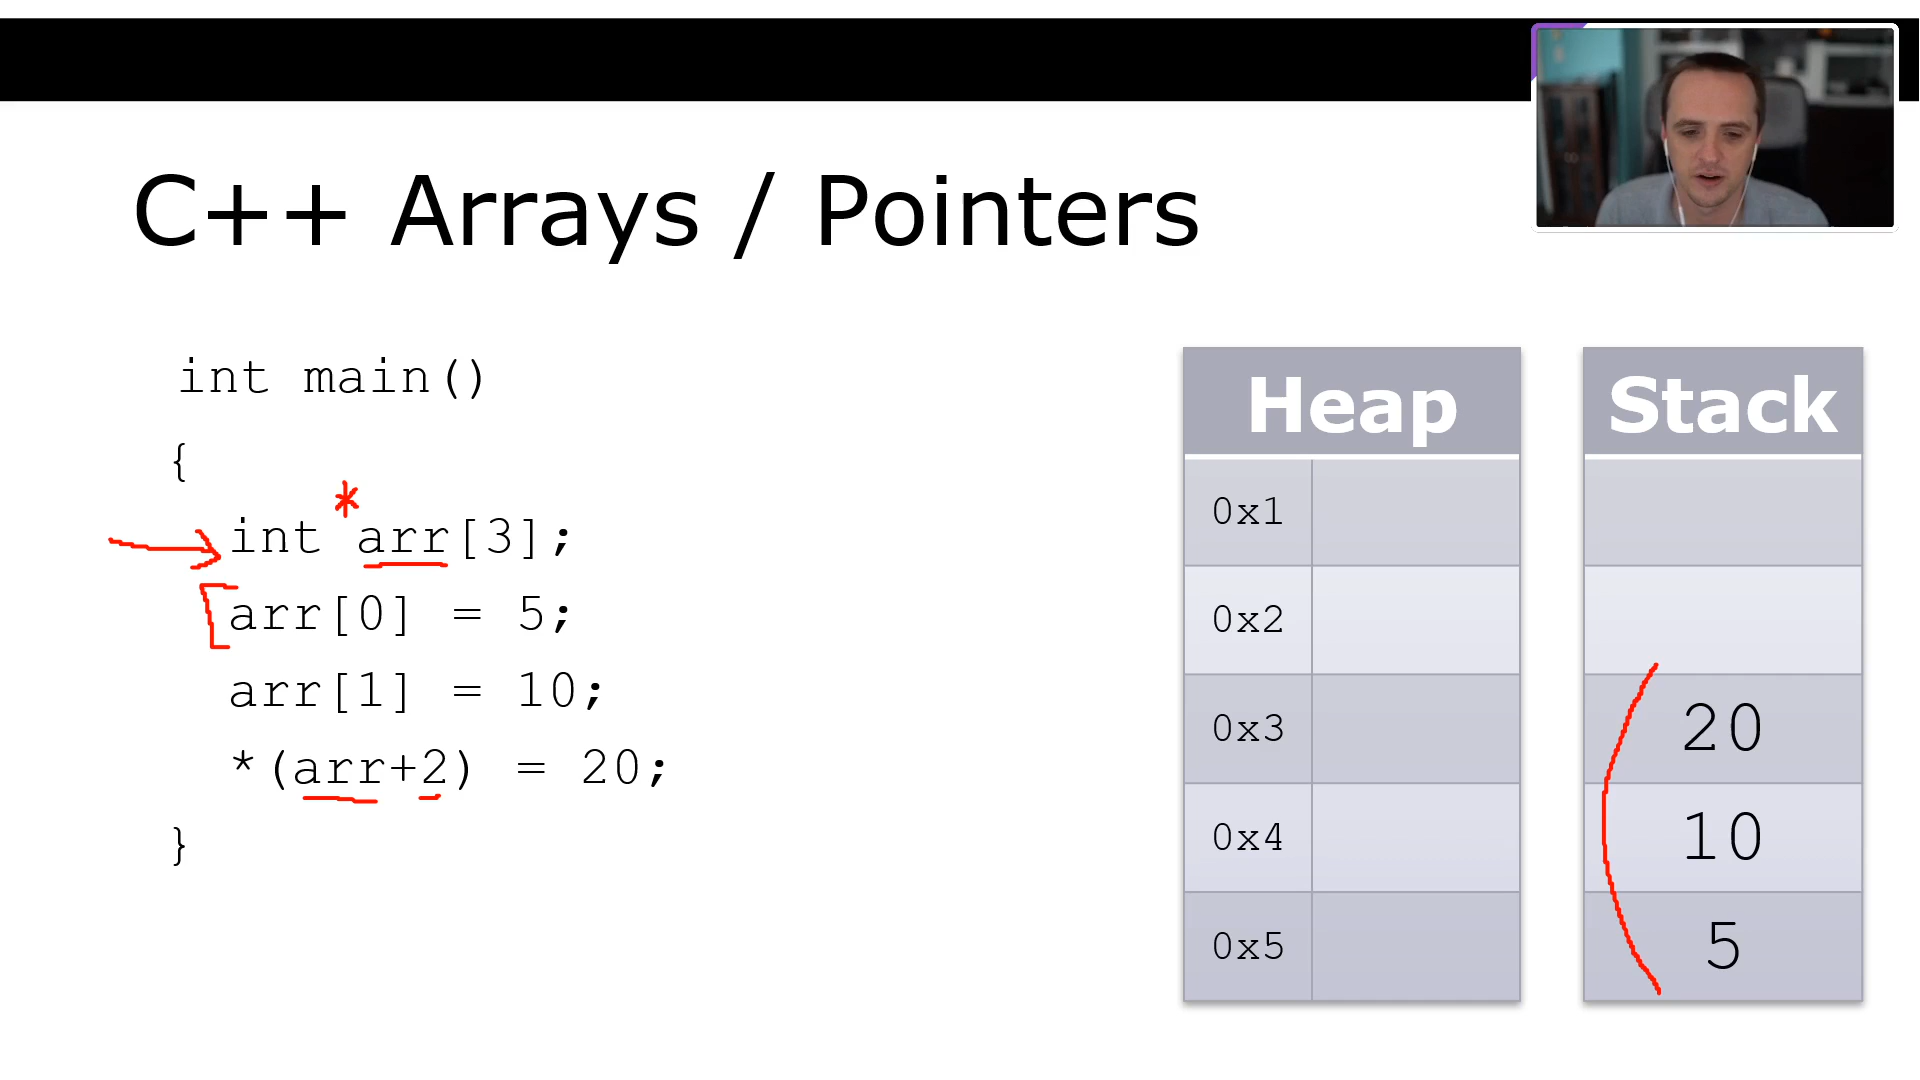 C++ Arrays / Pointers
int main()
{
*
int arr[3];
arr[0] = 5;
arr[1] = 10;
*(arr+2) = 20;
}
Heap
0x1
0x2
0x3
0x4
0x5
Stack
20
10
5